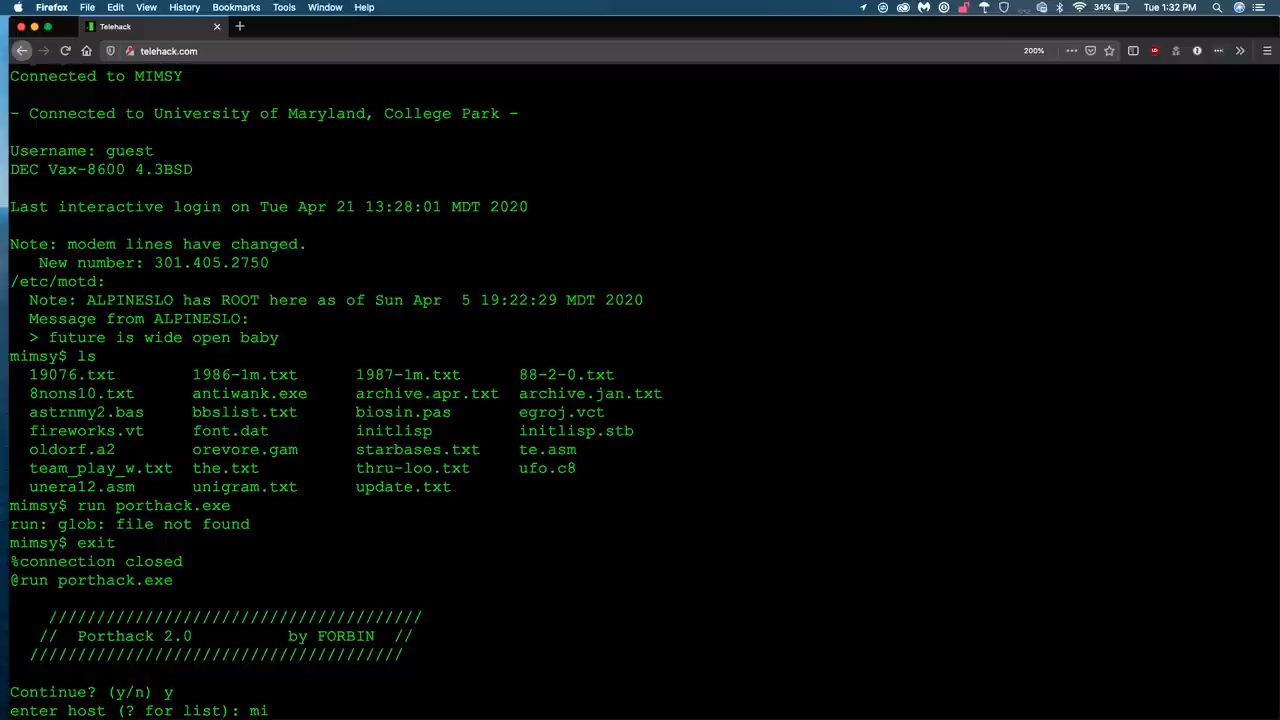 Firefox File Edit View History Bookmarks Tools Window Help 34% Tue 1:32 PM
Telehack
telehack.com 200%
Connected to MIMSY
- Connected to University of Maryland, College Park -
Username: guest
DEC Vax-8600 4.3BSD
Last interactive login on Tue Apr 21 13:28:01 MDT 2020
Note: modem lines have changed.
New number: 301.405.2750
/etc/motd:
Note: ALPINESLO has ROOT here as of Sun Apr  5 19:22:29 MDT 2020
Message from ALPINESLO:
> future is wide open baby
mimsy$ ls
19076.txt 1986-1m.txt 1987-1m.txt 88-2-0.txt
8nons10.txt antiwank.exe archive.apr.txt archive.jan.txt
astrnmy2.bas bbslist.txt biosin.pas egroj.vct
fireworks.vt font.dat initlisp initlisp.stb
oldorf.a2 orevore.gam starbases.txt te.asm
team_play_w.txt the.txt thru-loo.txt ufo.c8
unera12.asm unigram.txt update.txt
mimsy$ run porthack.exe
run: glob: file not found
mimsy$ exit
%connection closed
@run porthack.exe
///////////////////////////////////////
// Porthack 2.0 by FORBIN //
///////////////////////////////////////
Continue? (y/n) y
enter host (? for list): mi